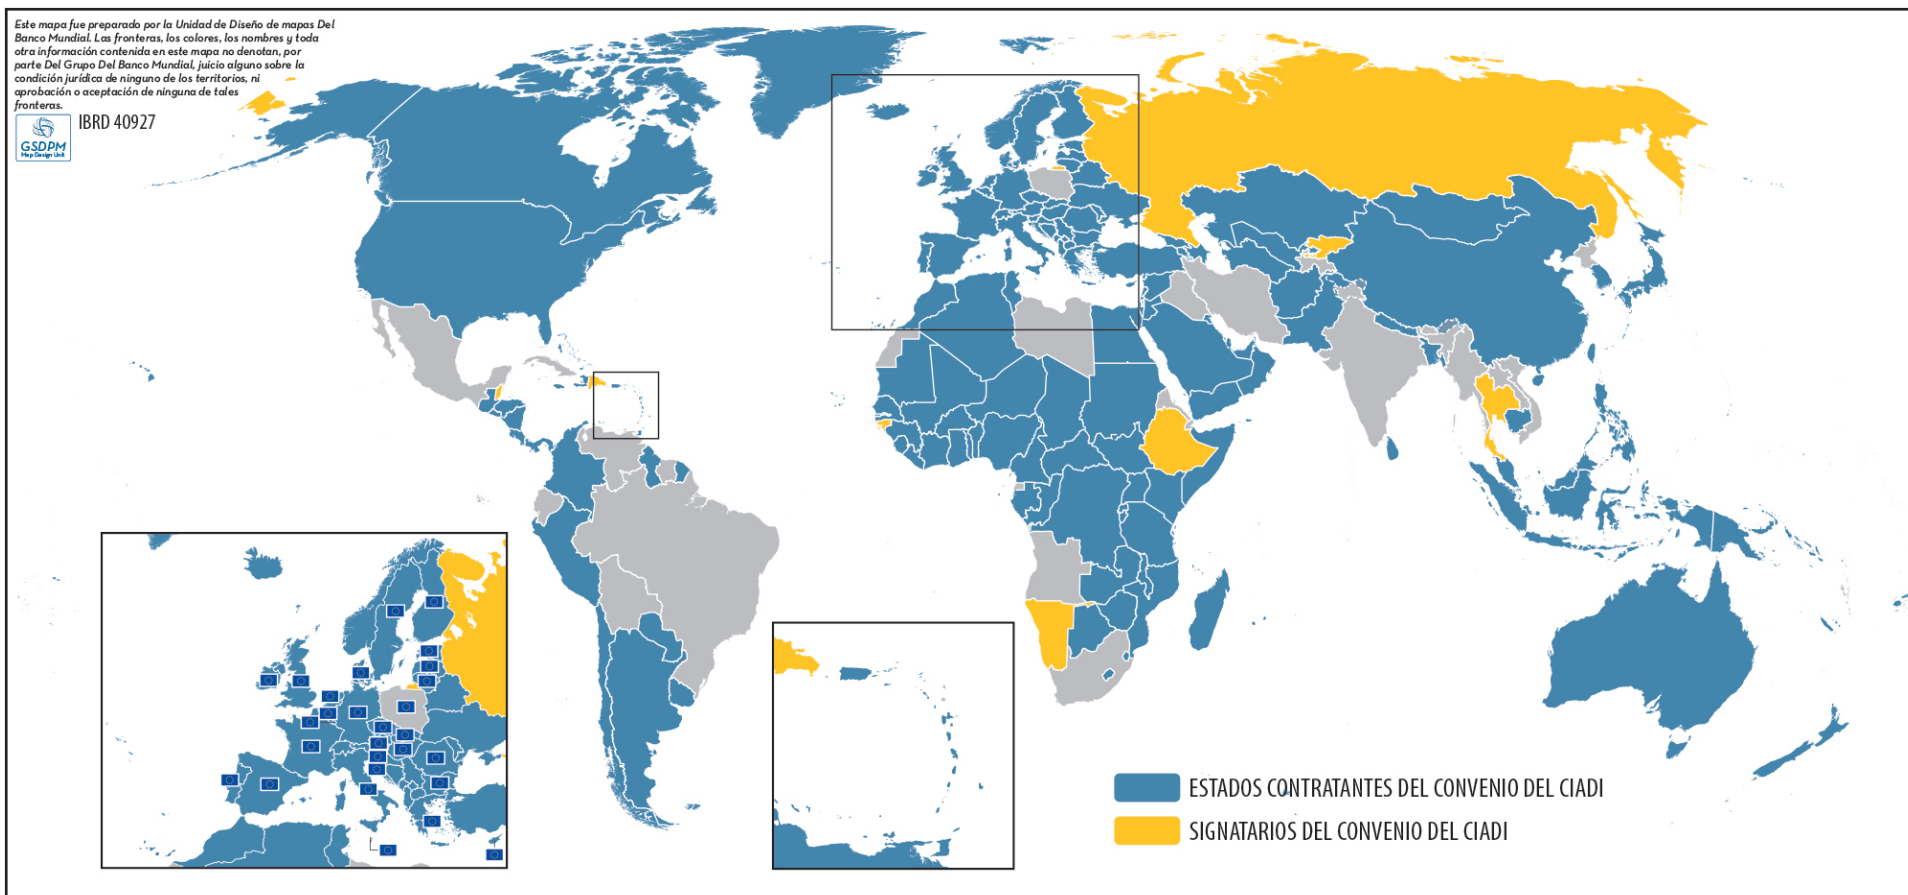 Este mapa fue preparado por la Unidad de Diseño de mapas Del
Banco Mundial. Las fronteras, los colores, los nombres y toda
otra información contenida en este mapa no denotan, por
parte Del Grupo Del Banco Mundial, juicio alguno sobre la
condición jurídica de ninguno de los territorios, ni
aprobación o aceptación de ninguna de tales
fronteras.
IBRD 40927
GSDPM
Map Design Unit
ESTADOS CONTRATANTES DEL CONVENIO DEL CIADI
SIGNATARIOS DEL CONVENIO DEL CIADI